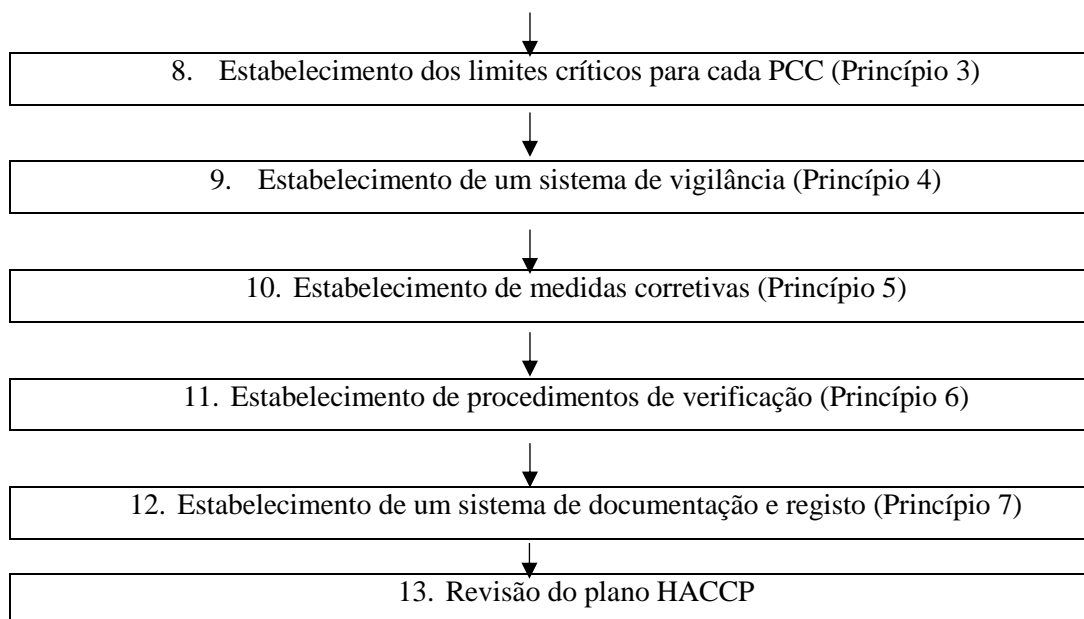 8. Estabelecimento dos limites críticos para cada PCC (Princípio 3)
9. Estabelecimento de um sistema de vigilância (Princípio 4)
10. Estabelecimento de medidas corretivas (Princípio 5)
11. Estabelecimento de procedimentos de verificação (Princípio 6)
12. Estabelecimento de um sistema de documentação e registo (Princípio 7)
13. Revisão do plano HACCP